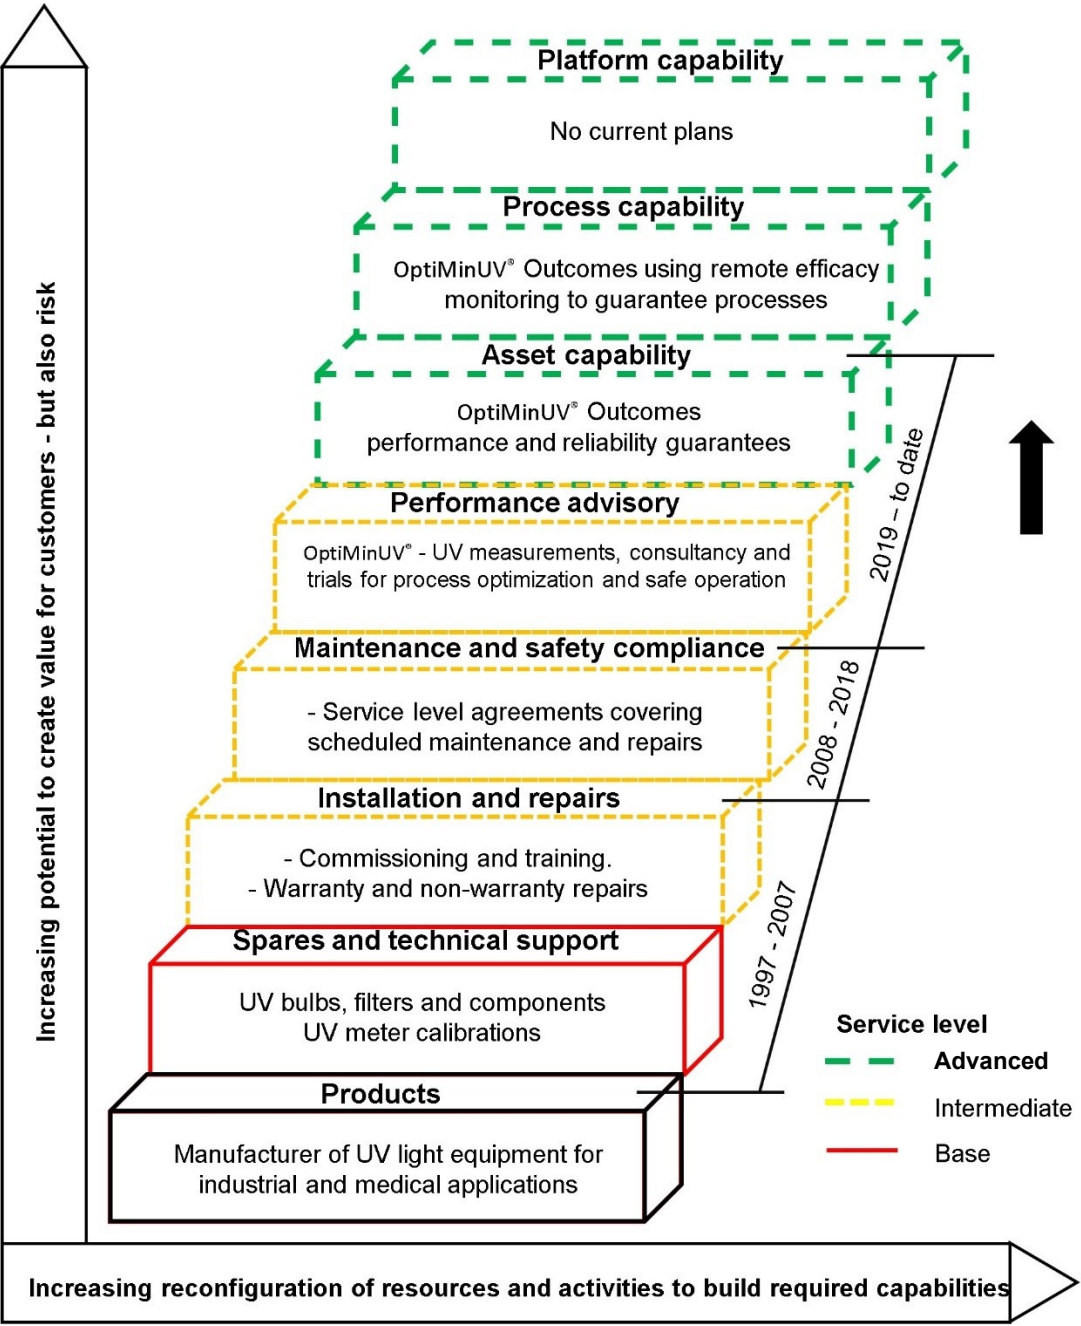 Platform capability
No current plans
Process capability
OptiMinUV® Outcomes using remote efficacy
monitoring to guarantee processes
Asset capability
OptiMinUV® Outcomes
performance and reliability guarantees
Performance advisory
OptiMinUV® - UV measurements, consultancy and
trials for process optimization and safe operation
Maintenance and safety compliance
- Service level agreements covering
scheduled maintenance and repairs
Installation and repairs
- Commissioning and training.
- Warranty and non-warranty repairs
Spares and technical support
UV bulbs, filters and components
UV meter calibrations
Products
Manufacturer of UV light equipment for
industrial and medical applications
2019 – to date
2008 - 2018
1997 - 2007
Service level
Advanced
Intermediate
Base
Increasing potential to create value for customers - but also risk
Increasing reconfiguration of resources and activities to build required capabilities